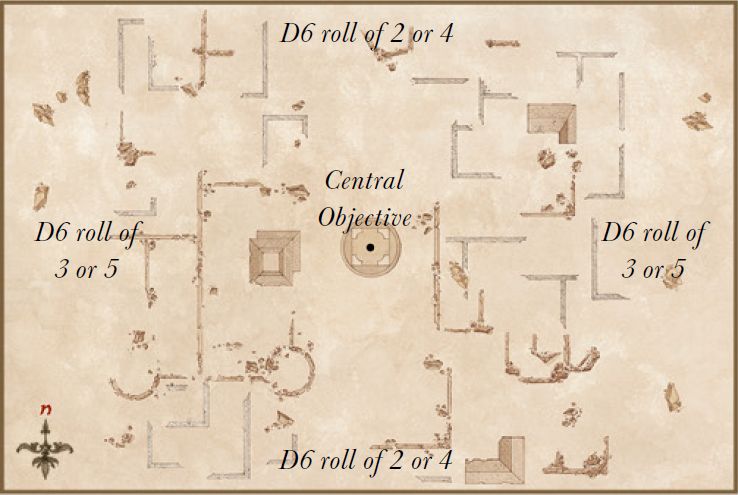 D6 roll of 2 or 4
Central
Objective
D6 roll of
3 or 5
D6 roll of
3 or 5
n
D6 roll of 2 or 4